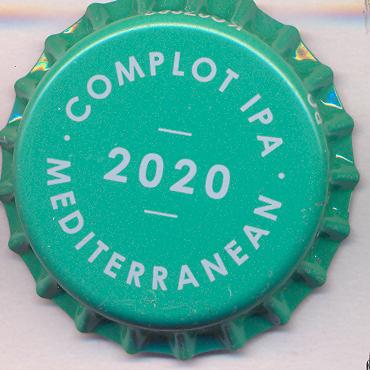 · COMPLOT IPA ·
2020
MEDITERRANEAN